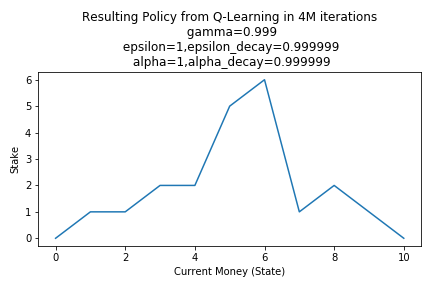 Resulting Policy from Q-Learning in 4M iterations
gamma=0.999
epsilon=1,epsilon_decay=0.999999
alpha=1,alpha_decay=0.999999
6
5
4
3
2
1
0
Stake
0 2 4 6 8 10
Current Money (State)